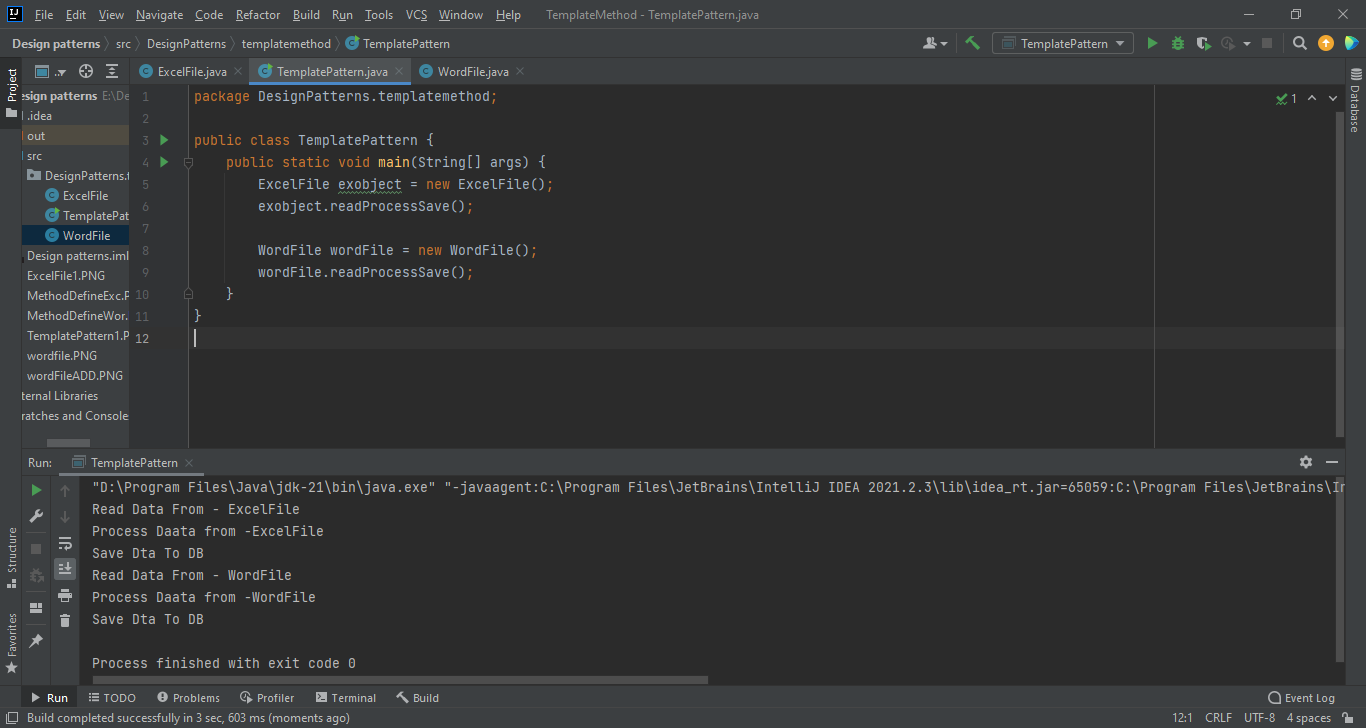 IJ File Edit View Navigate Code Refactor Build Run Tools VCS Window Help TemplateMethod - TemplatePattern.java
Design patterns src DesignPatterns templatemethod TemplatePattern TemplatePattern
Project .. ExcelFile.java TemplatePattern.java WordFile.java
esign patterns E:\De
.idea
out
src
DesignPatterns.t
ExcelFile
TemplatePat
WordFile
Design patterns.iml
ExcelFile1.PNG
MethodDefineExc.P
MethodDefineWor.
TemplatePattern1.P
wordfile.PNG
wordFileADD.PNG
ternal Libraries
ratches and Console
1 package DesignPatterns.templatemethod;
2
3 public class TemplatePattern {
4 public static void main(String[] args) {
5 ExcelFile exobject = new ExcelFile();
6 exobject.readProcessSave();
7
8 WordFile wordFile = new WordFile();
9 wordFile.readProcessSave();
10 }
11 }
12
1
Database
Run: TemplatePattern
"D:\Program Files\Java\jdk-21\bin\java.exe" "-javaagent:C:\Program Files\JetBrains\IntelliJ IDEA 2021.2.3\lib\idea_rt.jar=65059:C:\Program Files\JetBrains\In
Read Data From - ExcelFile
Process Daata from -ExcelFile
Save Dta To DB
Read Data From - WordFile
Process Daata from -WordFile
Save Dta To DB
Process finished with exit code 0
Structure
Favorites
Run TODO Problems Profiler Terminal Build Event Log
Build completed successfully in 3 sec, 603 ms (moments ago) 12:1 CRLF UTF-8 4 spaces